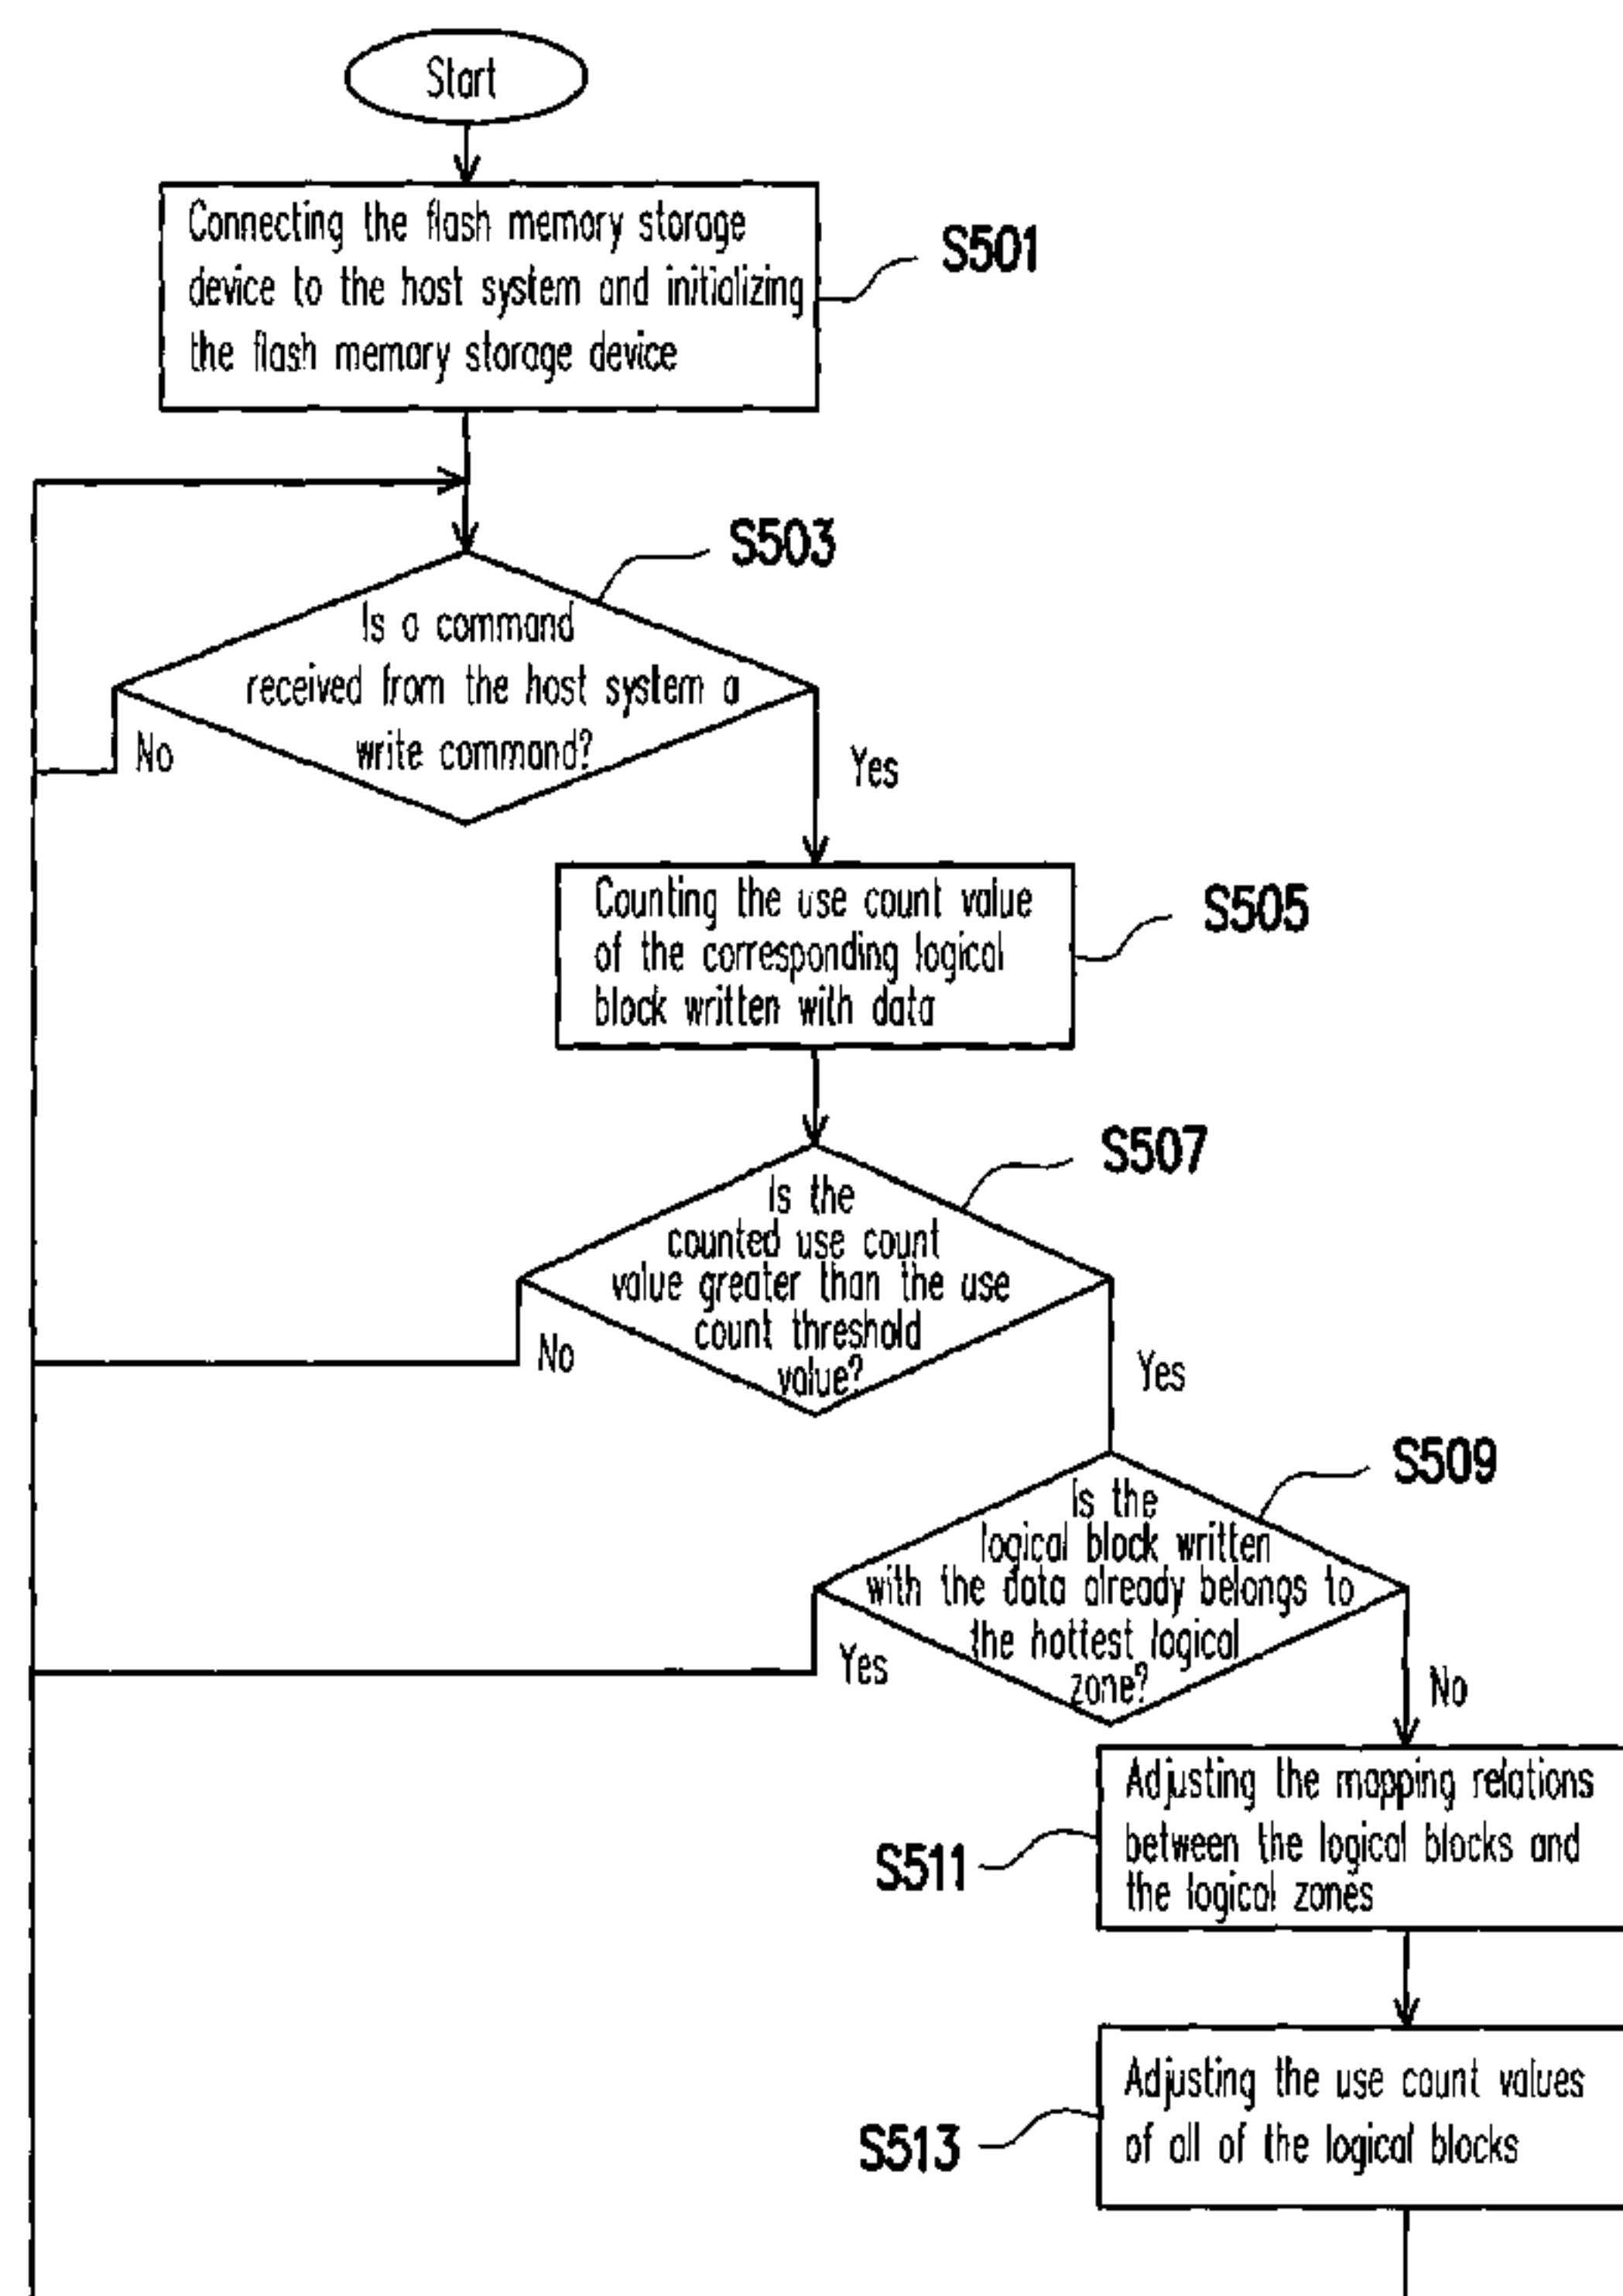 Start
Connecting the flash memory storage
device to the host system and initializing
the flash memory storage device
S501
S503
Is a command
received from the host system a
write command?
No
Yes
Counting the use count value
of the corresponding logical
block written with data
S505
S507
Is the
counted use count
value greater than the use
count threshold
value?
No
Yes
S509
Is the
logical block written
with the data already belongs to
the hottest logical
zone?
Yes
No
Adjusting the mapping relations
between the logical blocks and
the logical zones
S511
Adjusting the use count values
of all of the logical blocks
S513